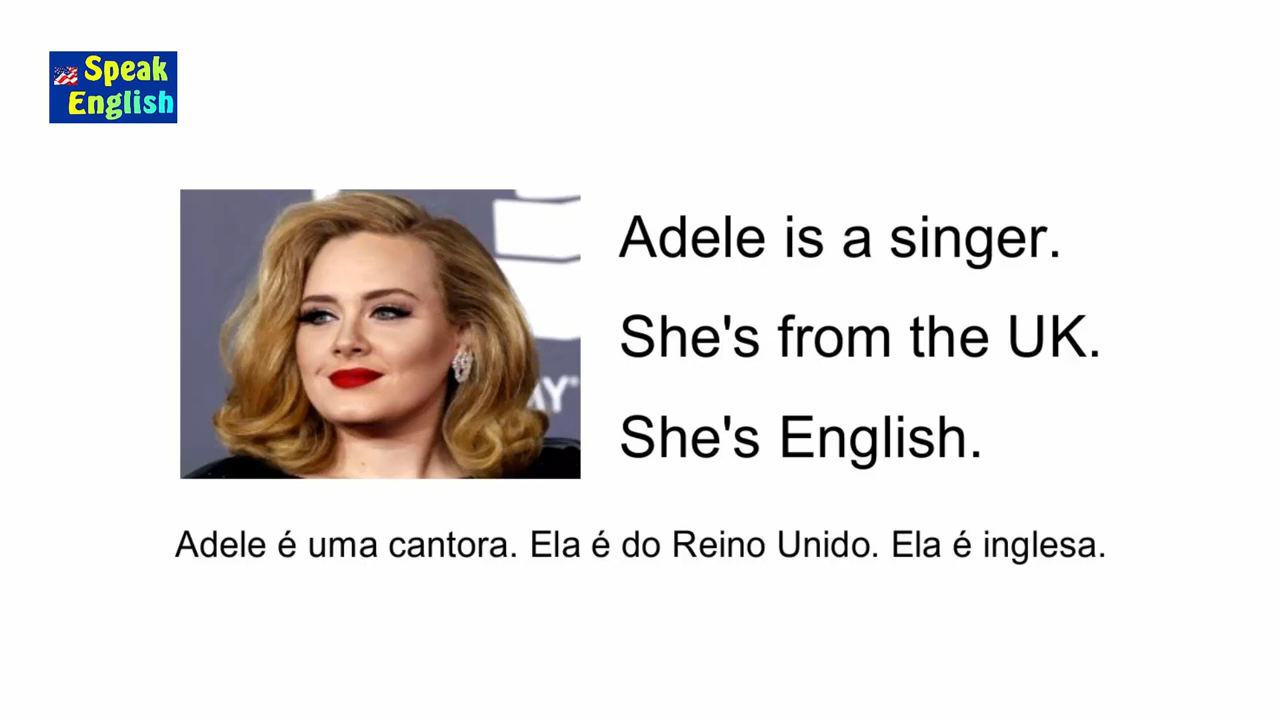 Speak
English
Adele is a singer.
She's from the UK.
She's English.
Adele é uma cantora. Ela é do Reino Unido. Ela é inglesa.